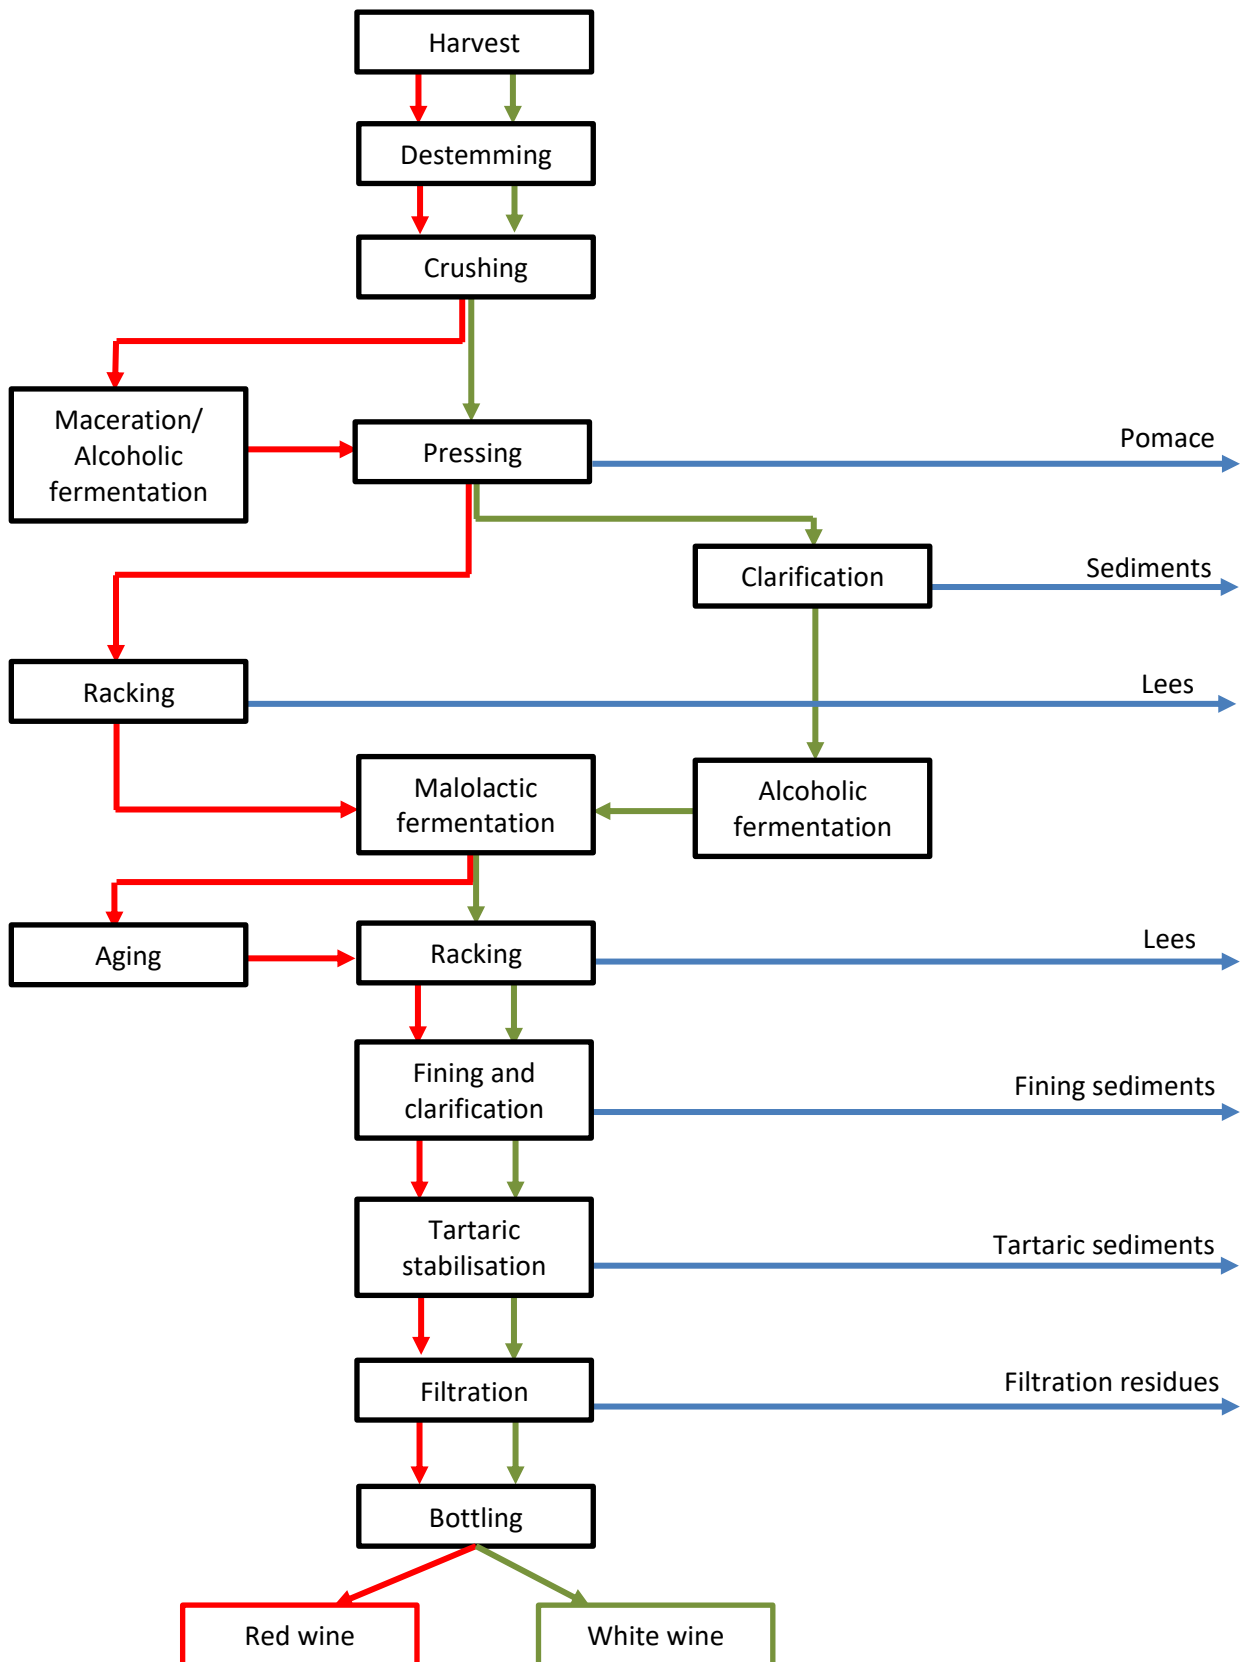 Harvest
Destemming
Crushing
Maceration/
Alcoholic
fermentation
Pressing
Pomace
Clarification
Sediments
Racking
Lees
Malolactic
fermentation
Alcoholic
fermentation
Aging
Racking
Lees
Fining and
clarification
Fining sediments
Tartaric
stabilisation
Tartaric sediments
Filtration
Filtration residues
Bottling
Red wine
White wine